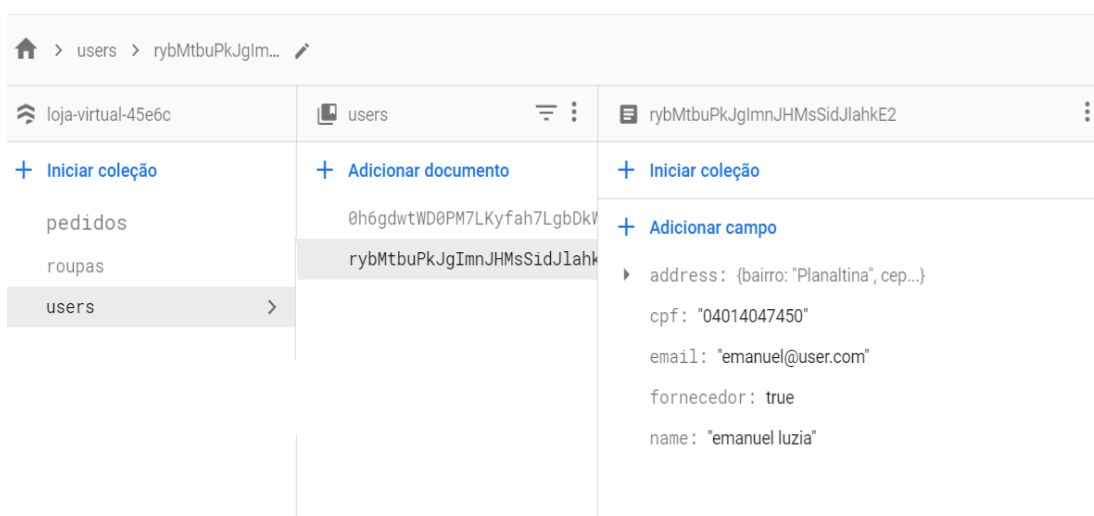 users > rybMtbuPkJgIm...
loja-virtual-45e6c
Iniciar coleção
pedidos
roupas
users
users
Adicionar documento
0h6gdwtWD0PM7LKyfah7LgbDkW
rybMtbuPkJgImnJHMsSidJlahk
rybMtbuPkJgImnJHMsSidJlahkE2
Iniciar coleção
Adicionar campo
address: {bairro: "Planaltina", cep...}
cpf: "04014047450"
email: "emanuel@user.com"
fornecedor: true
name: "emanuel luzia"